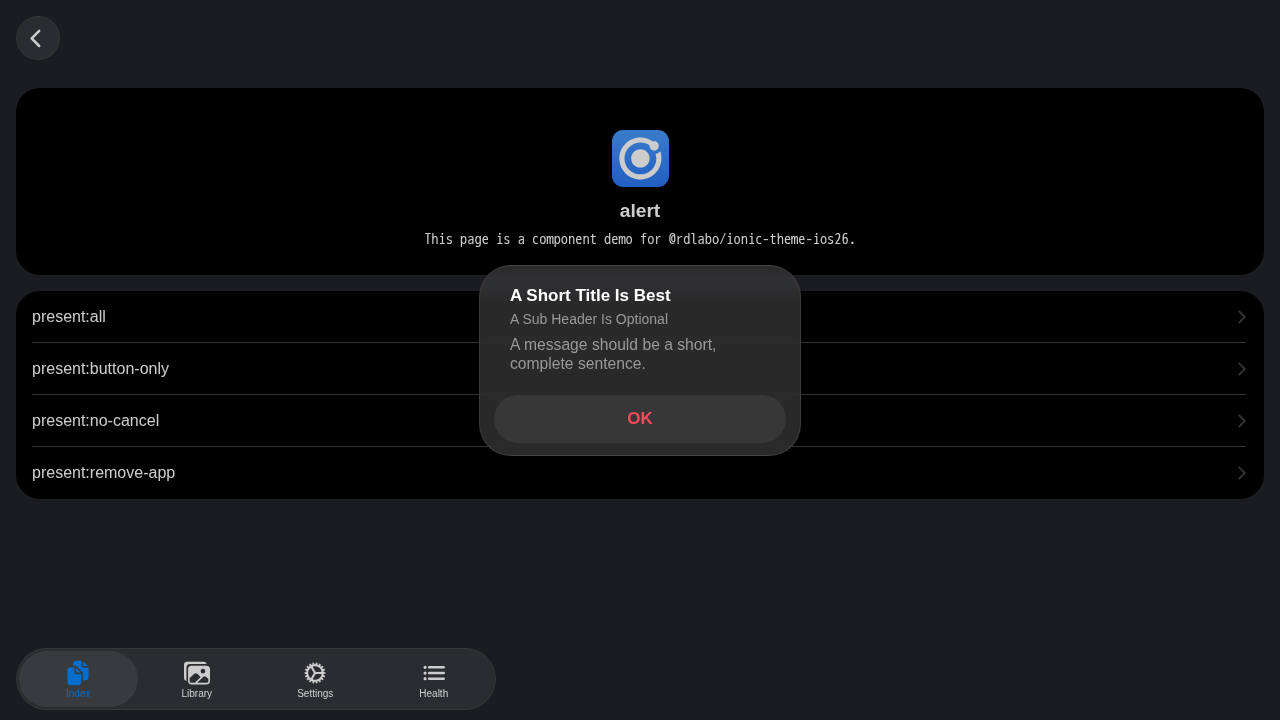 alert
This page is a component demo for @rdlabo/ionic-theme-ios26.
A Short Title Is Best
A Sub Header Is Optional
A message should be a short,
complete sentence.
OK
present:all
present:button-only
present:no-cancel
present:remove-app
Index
Library
Settings
Health